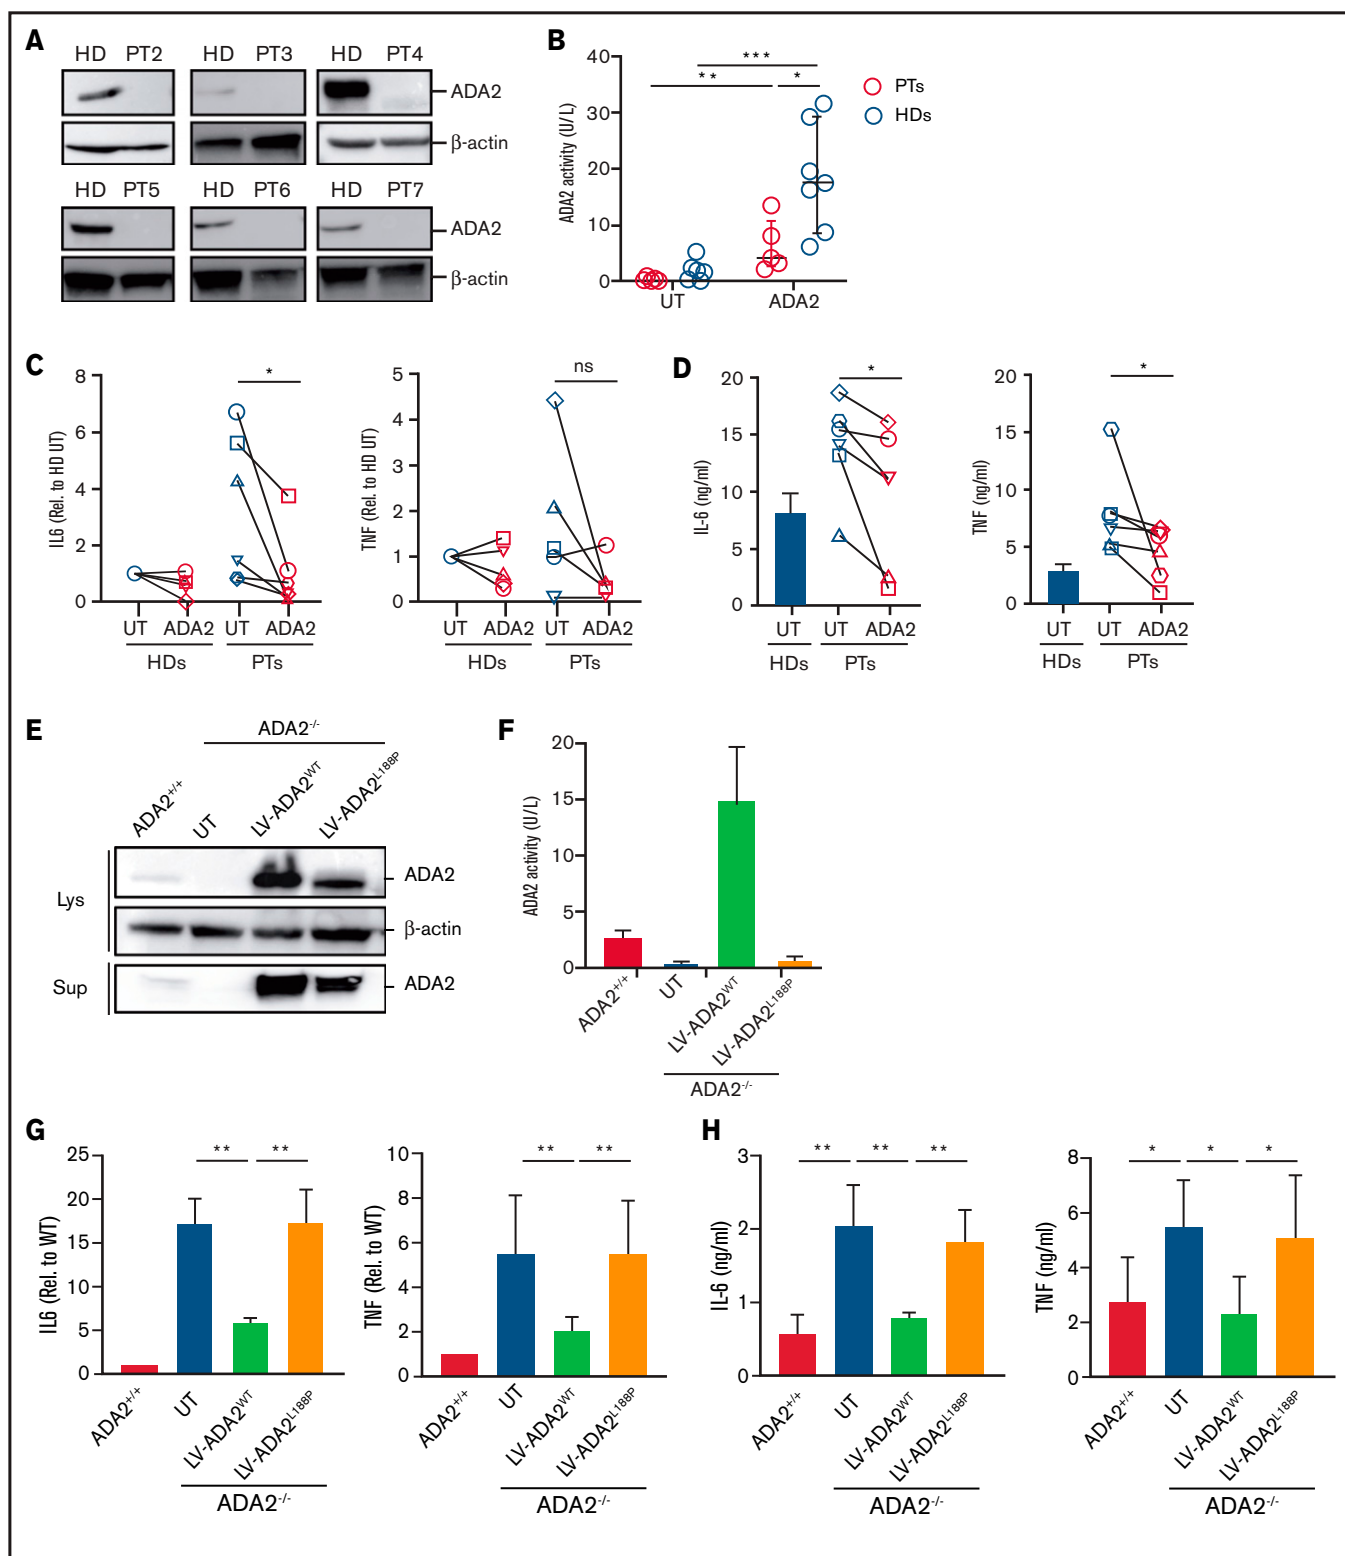 A
HD PT2 HD PT3 HD PT4
ADA2
β-actin
HD PT5 HD PT6 HD PT7
ADA2
β-actin
B
ADA2 activity (U/L)
40
30
20
10
0
*** 
** *
UT ADA2
PTs
HDs
C
IL6 (Rel. to HD UT)
8
6
4
2
0
*
UT ADA2 UT ADA2
HDs PTs
TNF (Rel. to HD UT)
5
4
3
2
1
0
ns
UT ADA2 UT ADA2
HDs PTs
D
IL-6 (ng/ml)
20
15
10
5
0
*
UT UT ADA2
HDs PTs
TNF (ng/ml)
20
15
10
5
0
*
UT UT ADA2
HDs PTs
E
ADA2-/-
ADA2+/+ UT LV-ADA2WT LV-ADA2L188P
Lys
ADA2
β-actin
Sup
ADA2
F
ADA2 activity (U/L)
20
15
10
5
0
ADA2+/+ UT LV-ADA2WT LV-ADA2L188P
ADA2-/-
G
IL6 (Rel. to WT)
25
20
15
10
5
0
** **
ADA2+/+ UT LV-ADA2WT LV-ADA2L188P
ADA2-/-
TNF (Rel. to WT)
10
8
6
4
2
0
** **
ADA2+/+ UT LV-ADA2WT LV-ADA2L188P
ADA2-/-
H
IL-6 (ng/ml)
3
2
1
0
** ** **
ADA2+/+ UT LV-ADA2WT LV-ADA2L188P
ADA2-/-
TNF (ng/ml)
8
6
4
2
0
* * *
ADA2+/+ UT LV-ADA2WT LV-ADA2L188P
ADA2-/-